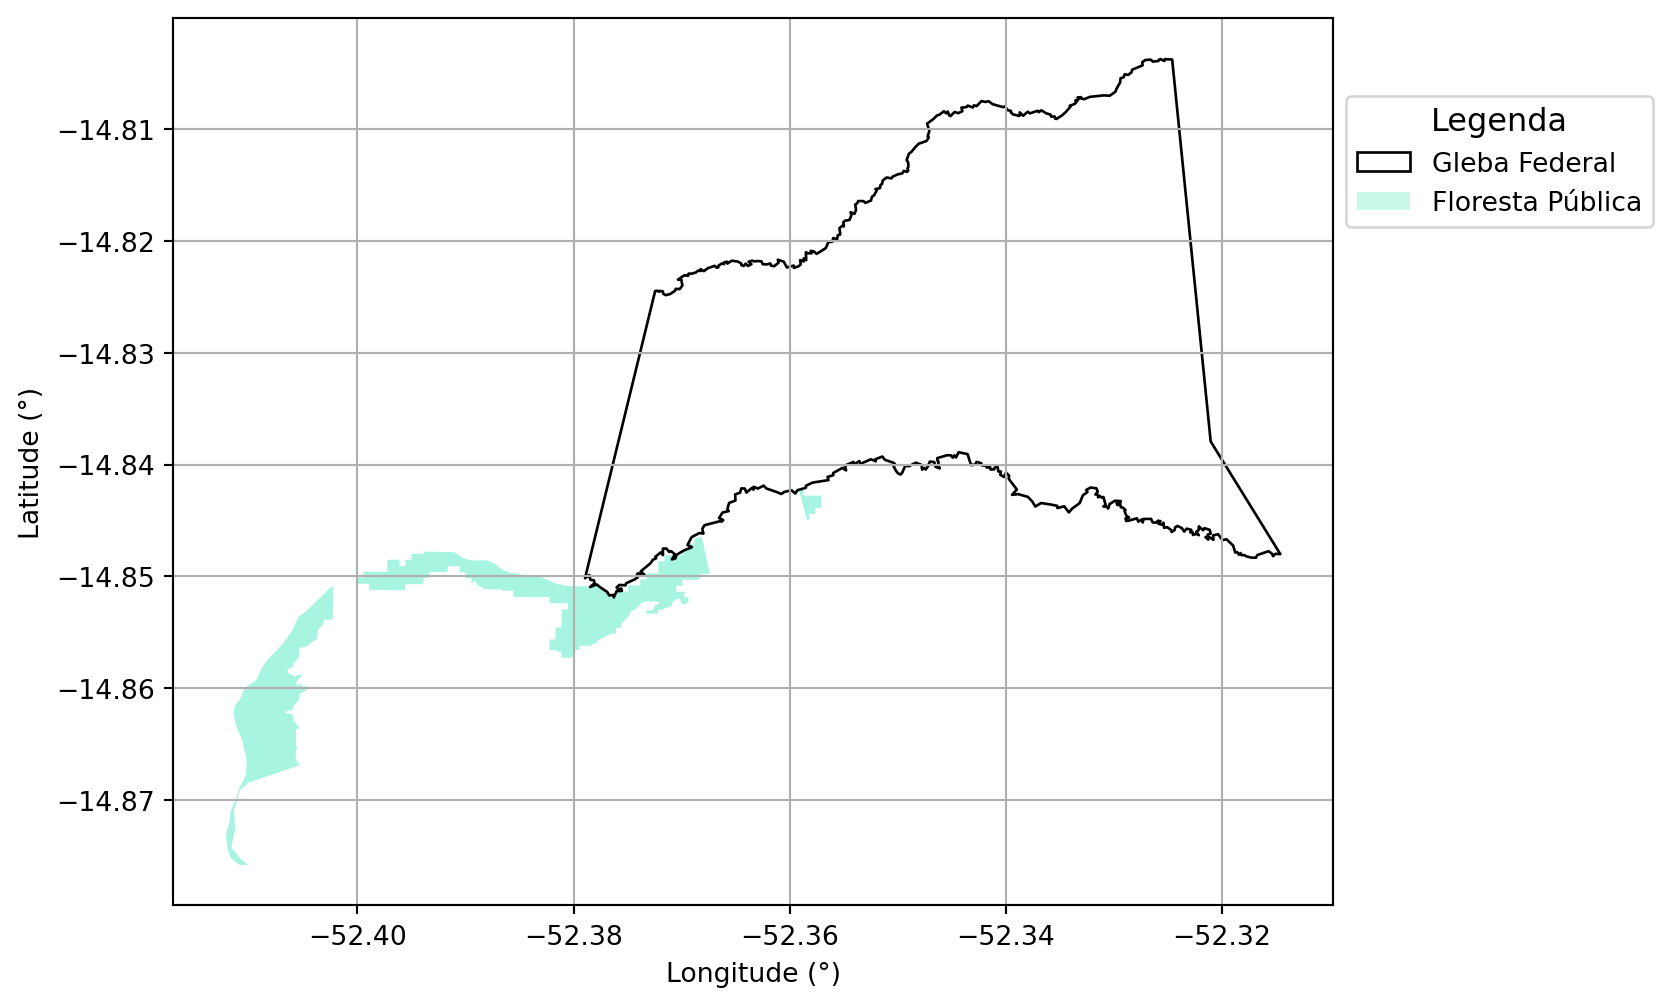 Legenda
Gleba Federal
Floresta Pública
Latitude (°)
−14.81
−14.82
−14.83
−14.84
−14.85
−14.86
−14.87
−52.40
−52.38
−52.36
−52.34
−52.32
Longitude (°)